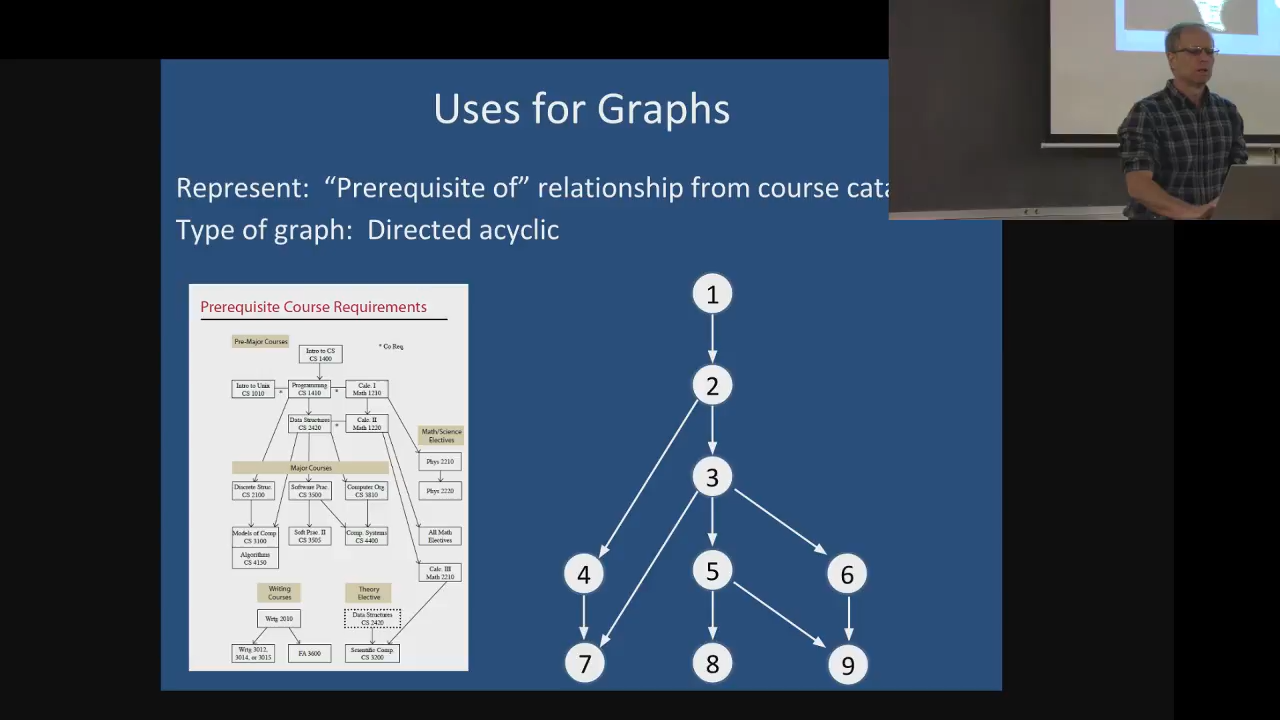 Uses for Graphs
Represent: “Prerequisite of” relationship from course cata
Type of graph: Directed acyclic
Prerequisite Course Requirements
Pre-Major Courses
* Co Req.
Intro to CS
CS 1400
Intro to Unix
CS 1010
*
Programming
CS 1410
*
Calc. I
Math 1210
Data Structures
CS 2420
*
Calc. II
Math 1220
Math/Science
Electives
Phys 2210
Major Courses
Discrete Struc.
CS 2100
Software Prac.
CS 3500
Computer Org.
CS 3810
Phys 2220
Models of Comp.
CS 3100
Algorithms
CS 4150
Soft Prac. II
CS 3505
Comp. Systems
CS 4400
All Math
Electives
Calc. III
Math 2210
Writing
Courses
Theory
Elective
Wrtg 2010
Data Structures
CS 2420
Wrtg 3012,
3014, or 3015
FA 3600
Scientific Comp.
CS 3200
1
2
3
4
5
6
7
8
9